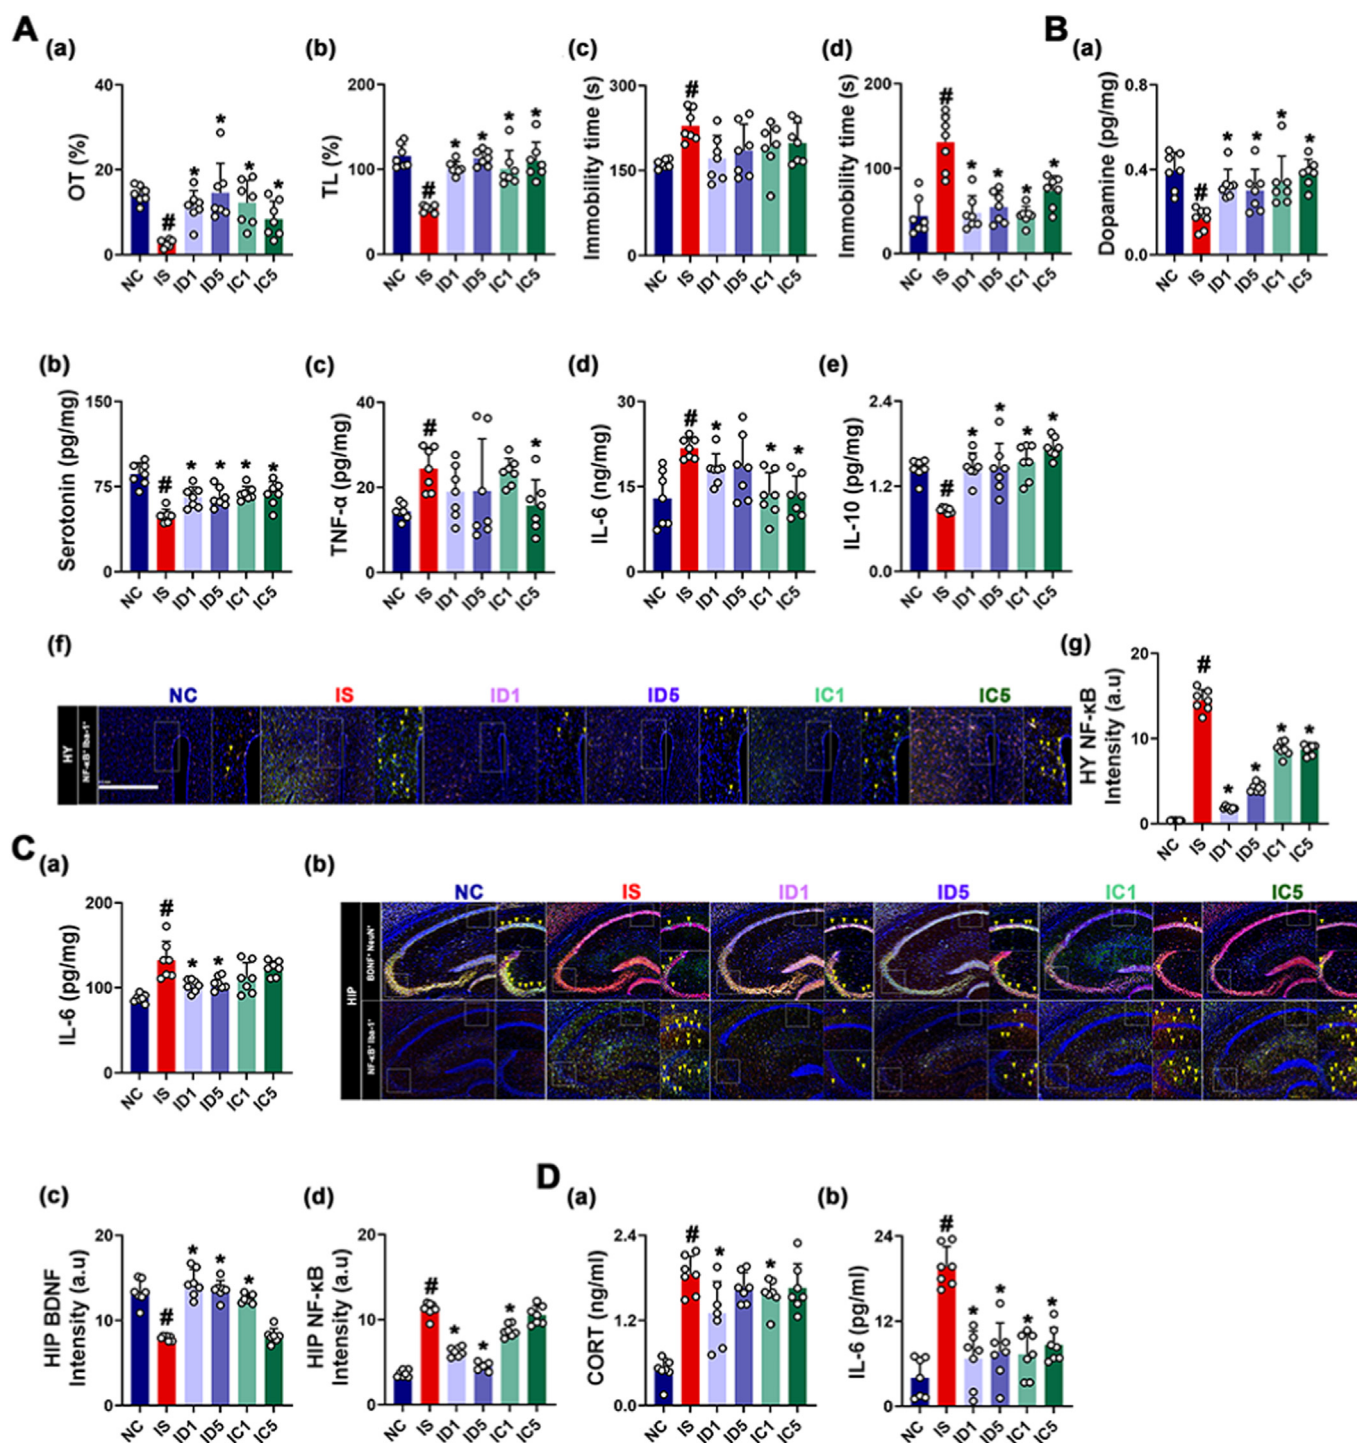 A (a) (b) (c) (d) B (a)
OT (%)
40
20
0
NC IS ID1 ID5 IC1 IC5
# * * * *
TL (%)
200
100
0
NC IS ID1 ID5 IC1 IC5
# * * * *
Immobility time (s)
300
150
0
NC IS ID1 ID5 IC1 IC5
#
Immobility time (s)
200
100
0
NC IS ID1 ID5 IC1 IC5
# * * * *
Dopamine (pg/mg)
0.8
0.4
0.0
NC IS ID1 ID5 IC1 IC5
# * * * *
(b) (c) (d) (e)
Serotonin (pg/mg)
150
75
0
NC IS ID1 ID5 IC1 IC5
# * * * *
TNF-α (pg/mg)
40
20
0
NC IS ID1 ID5 IC1 IC5
# *
IL-6 (ng/mg)
30
15
0
NC IS ID1 ID5 IC1 IC5
# * * *
IL-10 (pg/mg)
2.4
1.2
0.0
NC IS ID1 ID5 IC1 IC5
# * * * *
(f) (g)
NC IS ID1 ID5 IC1 IC5
HY
NF-κB⁺ Iba-1⁺
HY NF-κB
Intensity (a.u)
20
10
0
NC IS ID1 ID5 IC1 IC5
# * * * *
C (a) (b)
IL-6 (pg/mg)
200
100
0
NC IS ID1 ID5 IC1 IC5
# * *
NC IS ID1 ID5 IC1 IC5
HIP
BDNF⁺ NeuN⁺
NF-κB⁺ Iba-1⁺
(c) (d) D (a) (b)
HIP BDNF
Intensity (a.u)
20
10
0
NC IS ID1 ID5 IC1 IC5
# * * *
HIP NF-κB
Intensity (a.u)
20
10
0
NC IS ID1 ID5 IC1 IC5
# * * *
CORT (ng/ml)
2.4
1.2
0.0
NC IS ID1 ID5 IC1 IC5
# * *
IL-6 (pg/ml)
24
12
0
NC IS ID1 ID5 IC1 IC5
# * * * *